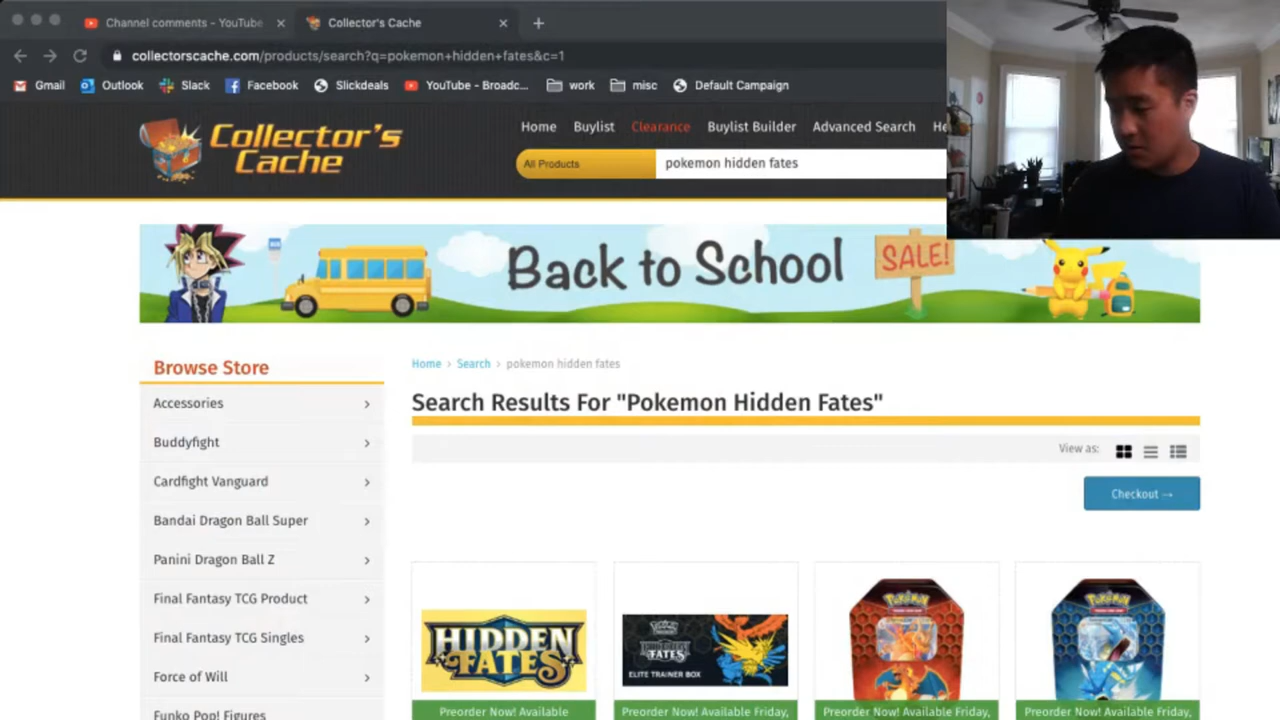 Channel comments - YouTube
Collector's Cache
collectorscache.com/products/search?q=pokemon+hidden+fates&c=1
Gmail Outlook Slack Facebook Slickdeals YouTube - Broadc... work misc Default Campaign
Collector's
Cache
Home Buylist Clearance Buylist Builder Advanced Search He
All Products pokemon hidden fates
Back to School SALE!
Browse Store
Accessories
Buddyfight
Cardfight Vanguard
Bandai Dragon Ball Super
Panini Dragon Ball Z
Final Fantasy TCG Product
Final Fantasy TCG Singles
Force of Will
Funko Pop! Figures
Home > Search > pokemon hidden fates
Search Results For "Pokemon Hidden Fates"
View as:
Checkout →
HIDDEN
FATES
Pokémon
HIDDEN
FATES
ELITE TRAINER BOX
Pokémon
Pokémon
Preorder Now! Available
Preorder Now! Available Friday,
Preorder Now! Available Friday,
Preorder Now! Available Friday,